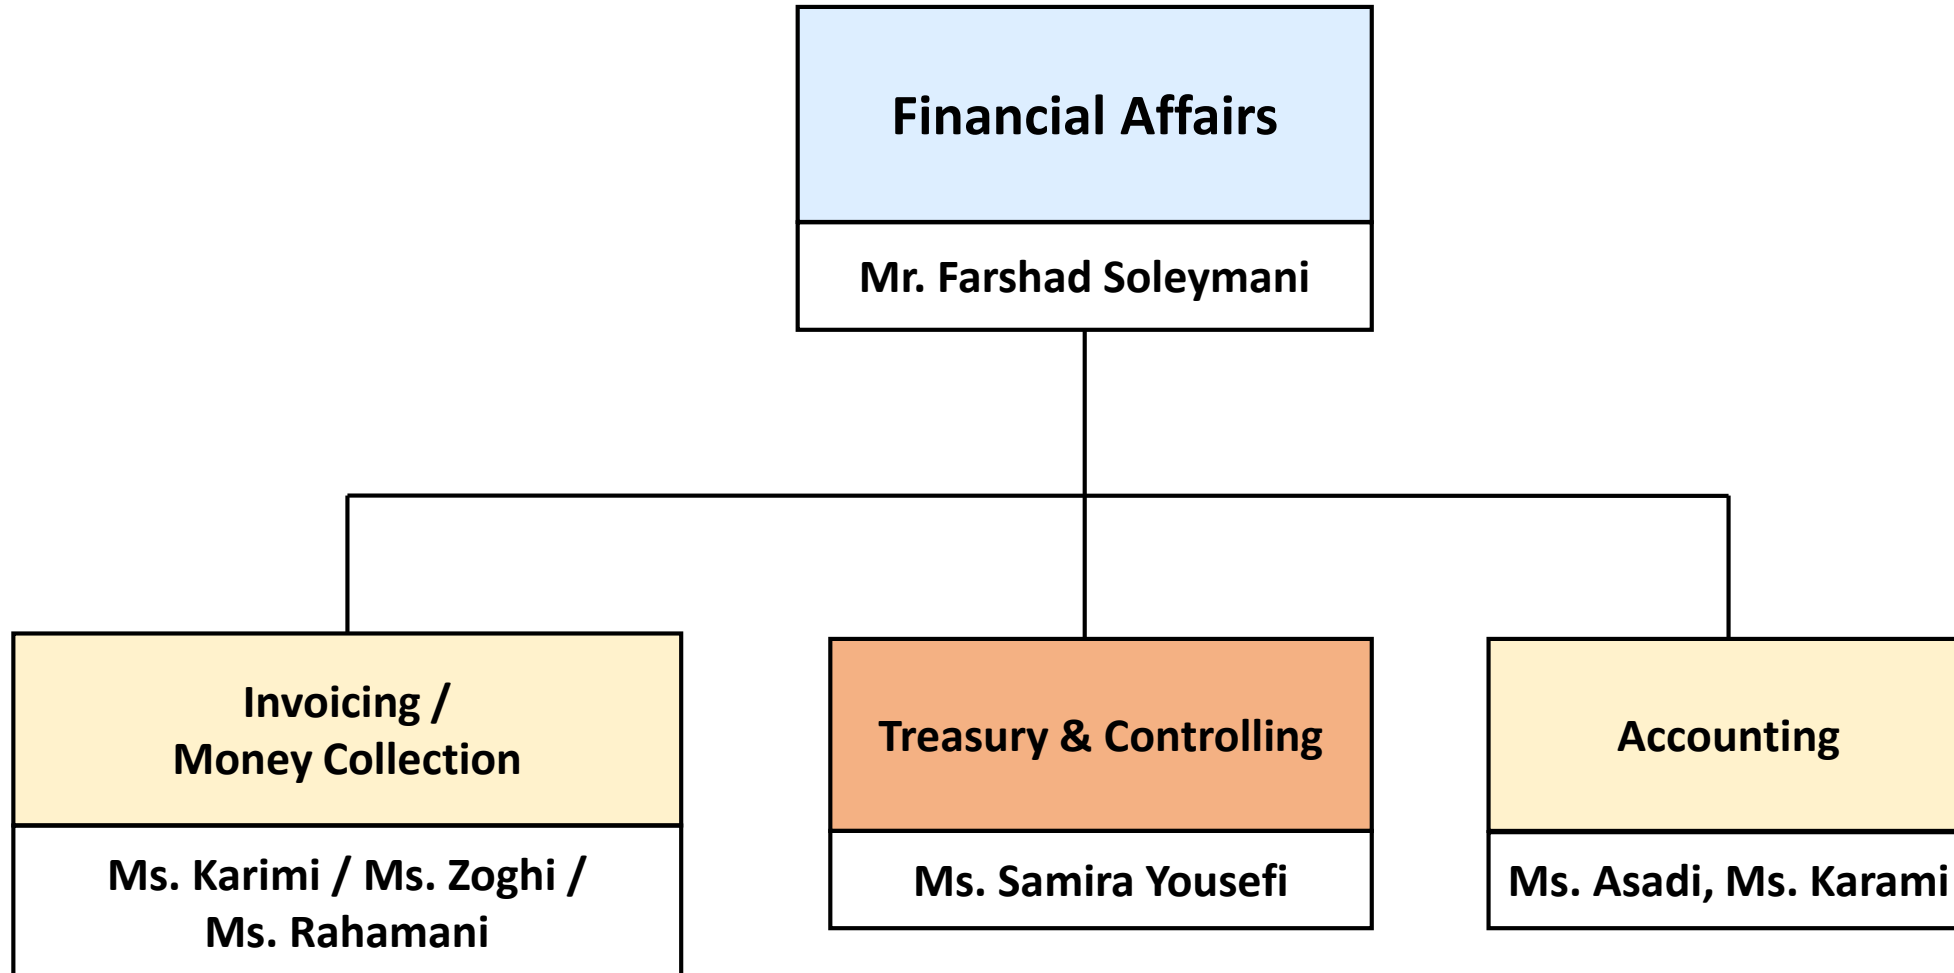 Financial Affairs
Mr. Farshad Soleymani
Invoicing /
Money Collection
Ms. Karimi / Ms. Zoghi /
Ms. Rahamani
Treasury & Controlling
Ms. Samira Yousefi
Accounting
Ms. Asadi, Ms. Karami